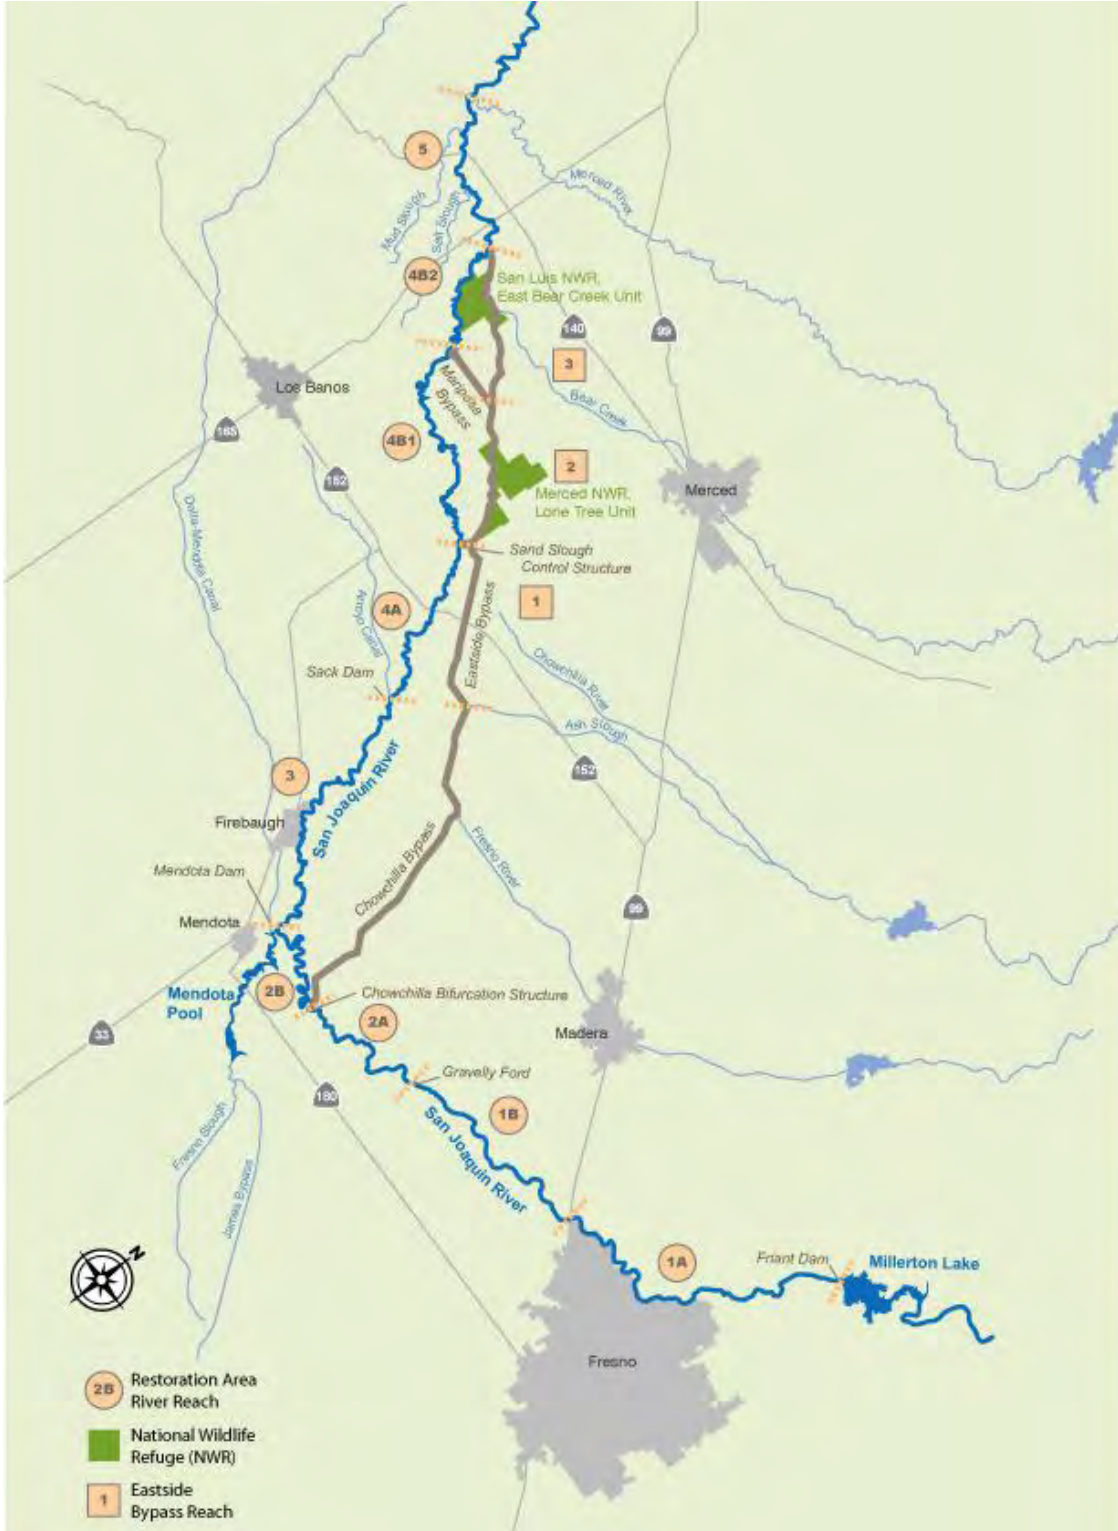 5
Merced River
Mud Slough
Salt Slough
4B2
San Luis NWR,
East Bear Creek Unit
140
99
3
Los Banos
Mariposa
Bypass
Bear Creek
165
4B1
2
152
Merced
Merced NWR,
Lone Tree Unit
Delta-Mendota Canal
Sand Slough
Control Structure
1
4A
Arroyo Canal
Eastside Bypass
Sack Dam
Chowchilla River
Ash Slough
3
San Joaquin River
152
Firebaugh
Chowchilla Bypass
Fresno River
Mendota Dam
99
Mendota
Mendota
Pool
2B
Chowchilla Bifurcation Structure
2A
33
Madera
Gravelly Ford
180
1B
San Joaquin River
Fresno Slough
James Bypass
N
1A
Friant Dam
Millerton Lake
Fresno
2B
Restoration Area
River Reach
National Wildlife
Refuge (NWR)
1
Eastside
Bypass Reach